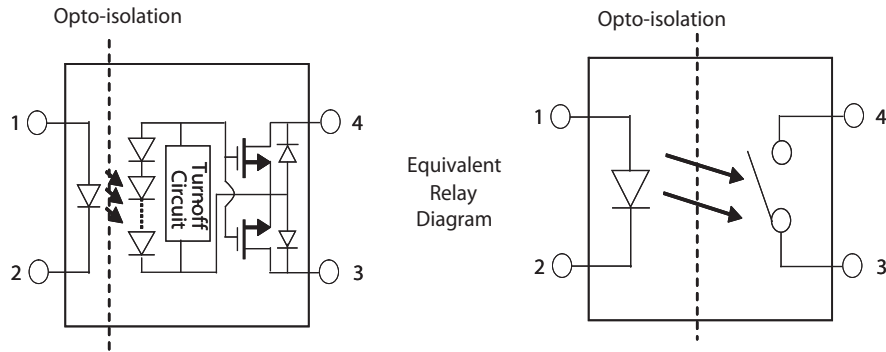 Opto-isolation
1
2
Turnoff
Circuit
4
3
Equivalent
Relay
Diagram
Opto-isolation
1
2
4
3